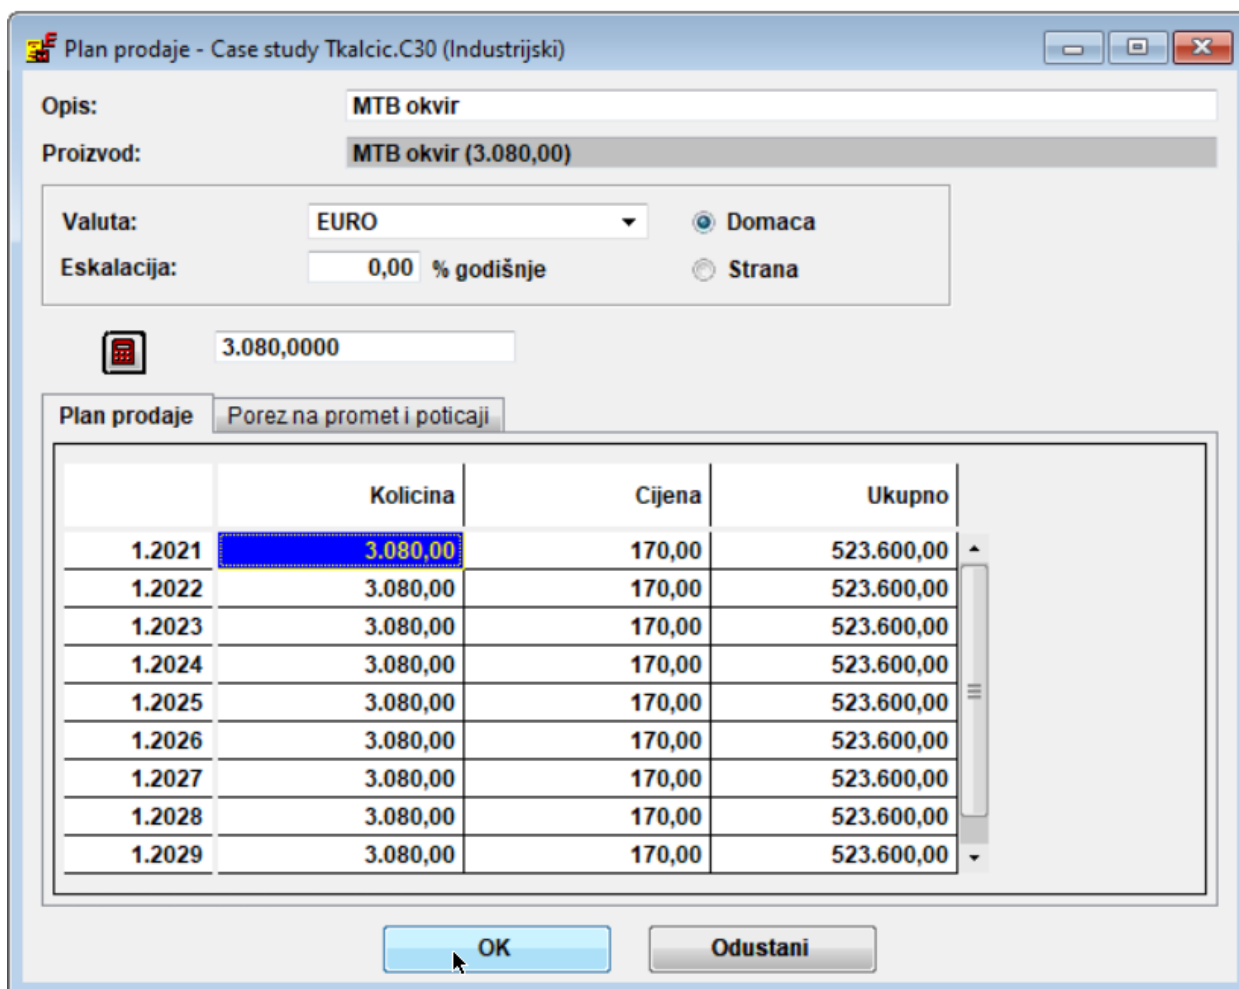 Plan prodaje - Case study Tkalcic.C30 (Industrijski)
Opis: MTB okvir
Proizvod: MTB okvir (3.080,00)
Valuta: EURO Domaca
Eskalacija: 0,00 % godišnje Strana
3.080,0000
Plan prodaje Porez na promet i poticaji
Kolicina Cijena Ukupno
1.2021 3.080,00 170,00 523.600,00
1.2022 3.080,00 170,00 523.600,00
1.2023 3.080,00 170,00 523.600,00
1.2024 3.080,00 170,00 523.600,00
1.2025 3.080,00 170,00 523.600,00
1.2026 3.080,00 170,00 523.600,00
1.2027 3.080,00 170,00 523.600,00
1.2028 3.080,00 170,00 523.600,00
1.2029 3.080,00 170,00 523.600,00
OK Odustani